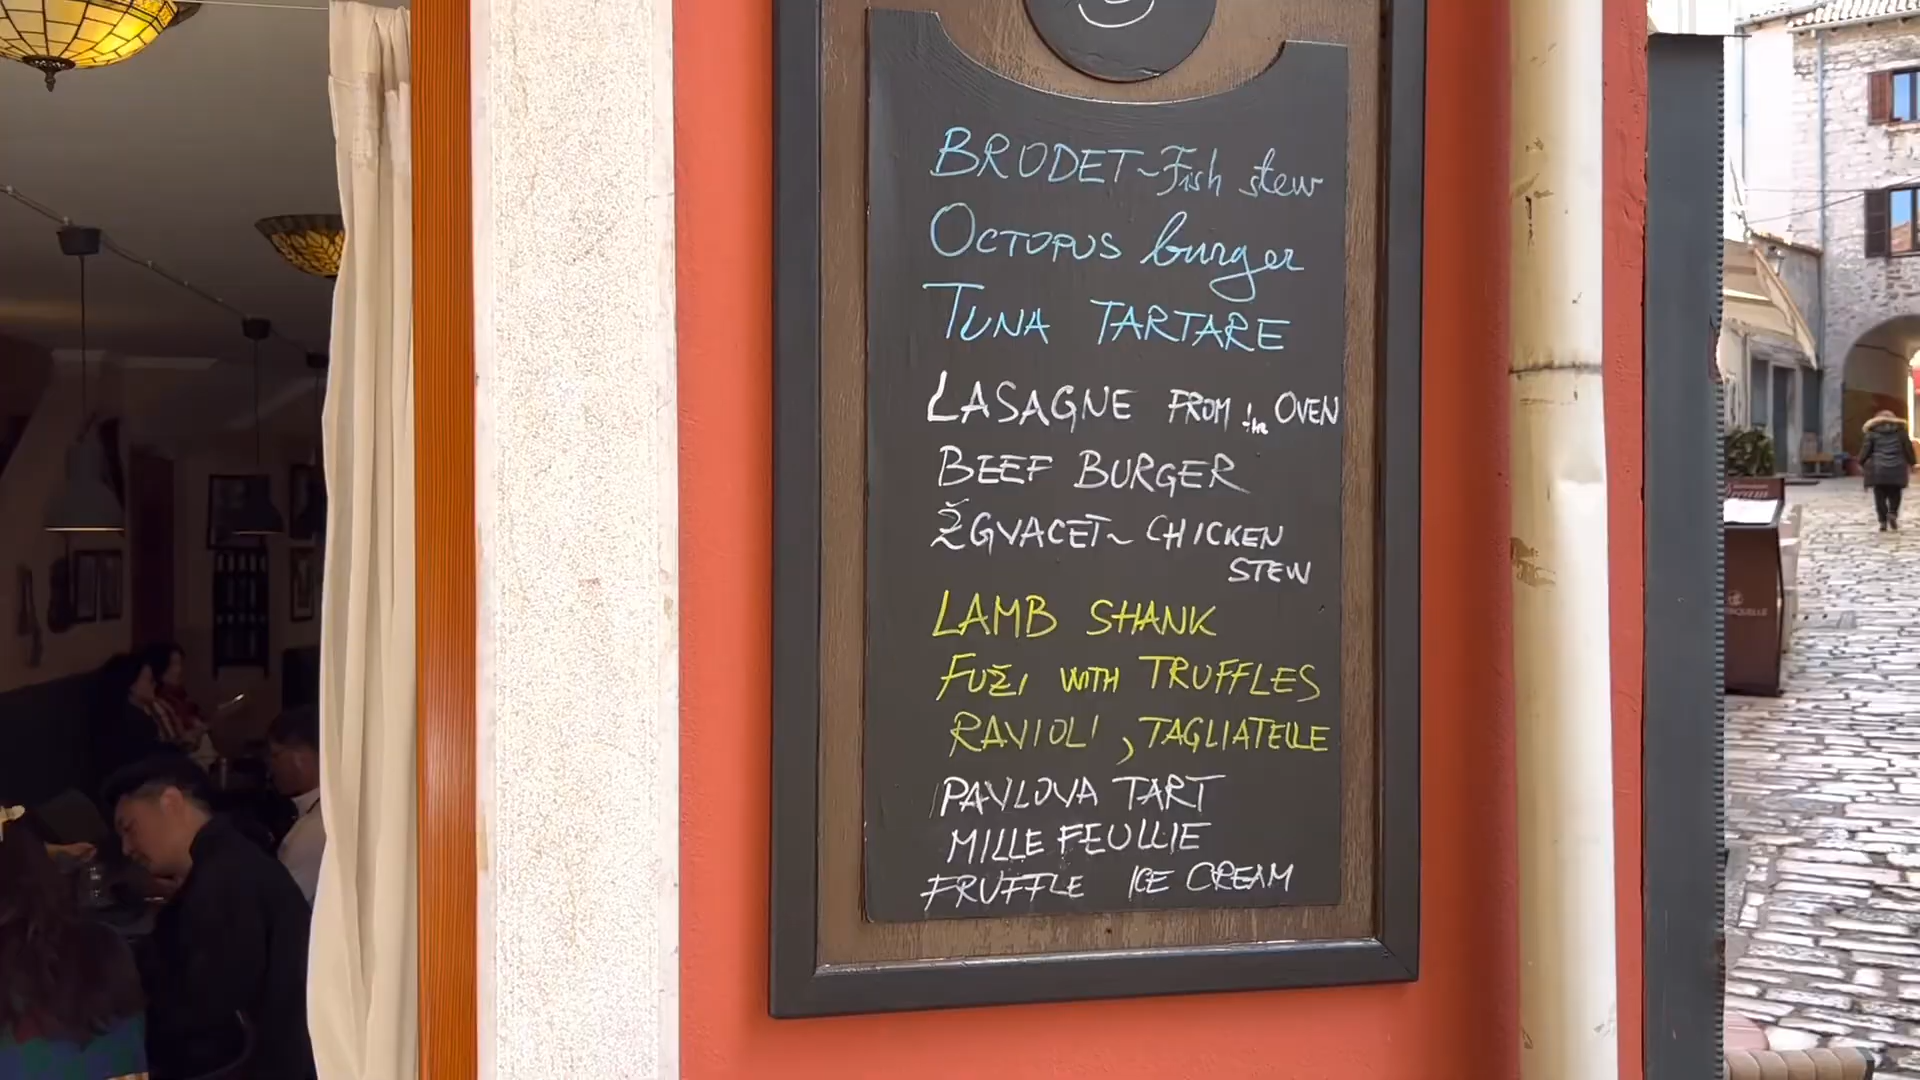 BRODET~Fish stew
OCTOPUS burger
TUNA TARTARE
LASAGNE FROM the OVEN
BEEF BURGER
ŽGVACET~ CHICKEN
STEW
LAMB SHANK
FUŽI WITH TRUFFLES
RAVIOLI, TAGLIATELLE
PAVLOVA TART
MILLE FEULLIE
FRUFFLE ICE CREAM